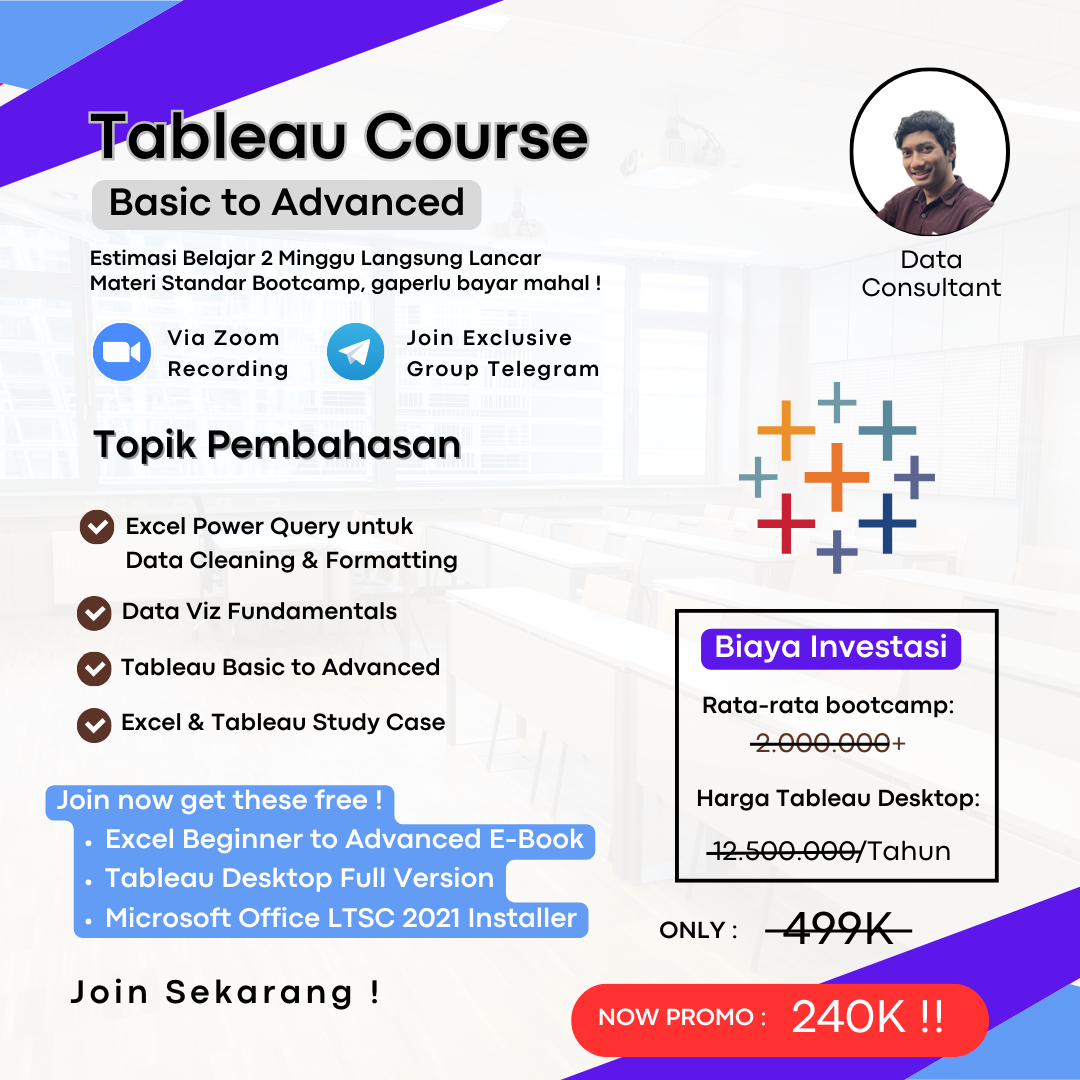 Tableau Course
Basic to Advanced
Estimasi Belajar 2 Minggu Langsung Lancar
Materi Standar Bootcamp, gaperlu bayar mahal !
Via Zoom
Recording
Join Exclusive
Group Telegram
Data
Consultant
Topik Pembahasan
Excel Power Query untuk
Data Cleaning & Formatting
Data Viz Fundamentals
Tableau Basic to Advanced
Excel & Tableau Study Case
Join now get these free !
• Excel Beginner to Advanced E-Book
• Tableau Desktop Full Version
• Microsoft Office LTSC 2021 Installer
Join Sekarang !
Biaya Investasi
Rata-rata bootcamp:
2.000.000+
Harga Tableau Desktop:
12.500.000/Tahun
ONLY : 499K
NOW PROMO : 240K !!